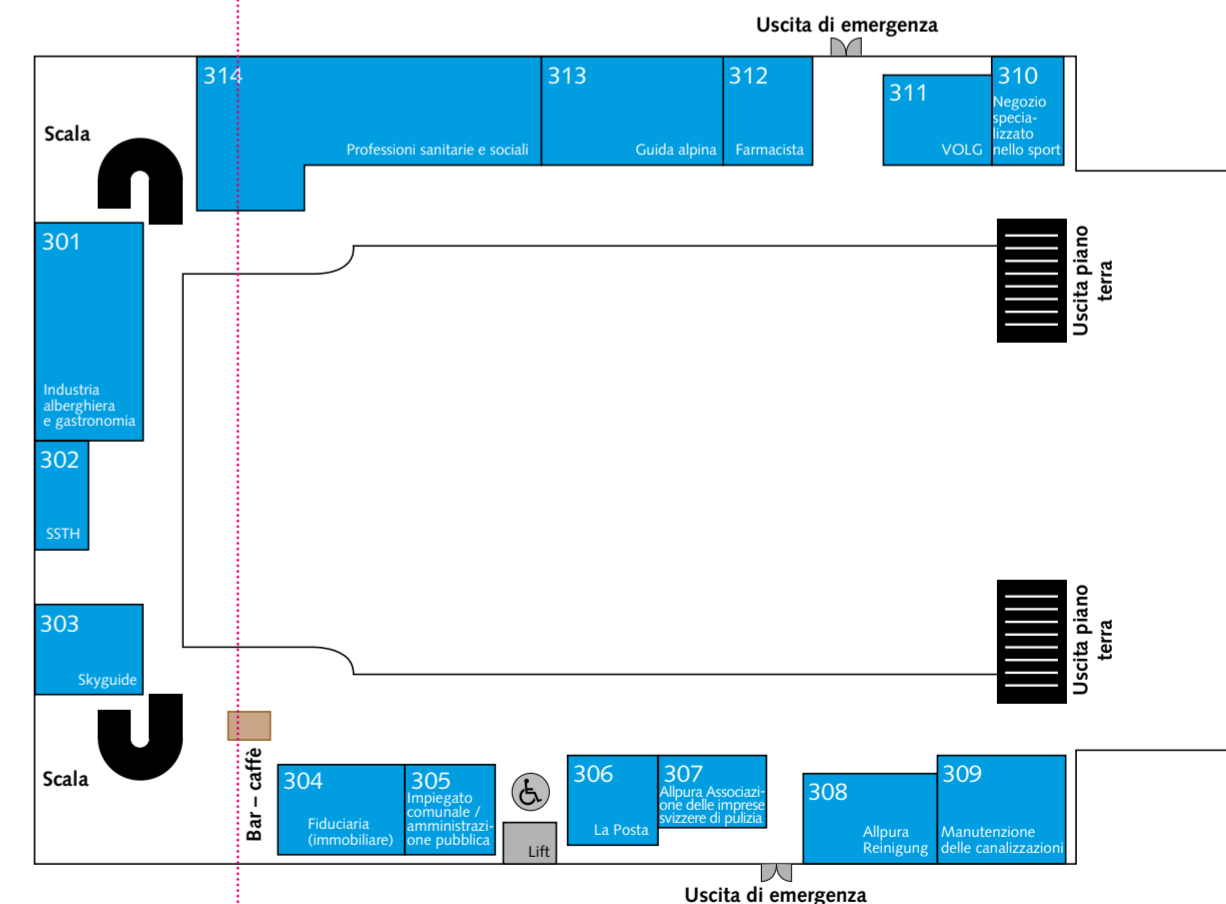 Uscita di emergenza
314
Professioni sanitarie e sociali
313
Guida alpina
312
Farmacista
311
VOLG
310
Negozio
specia-
lizzato
nello sport
Scala
301
Industria
alberghiera
e gastronomia
302
SSTH
303
Skyguide
Uscita piano
terra
Uscita piano
terra
Scala
Bar – caffè
304
Fiduciaria
(immobiliare)
305
Impiegato
comunale /
amministrazi-
one pubblica
Lift
306
La Posta
307
Allpura Associazi-
one delle imprese
svizzere di pulizia
308
Allpura
Reinigung
309
Manutenzione
delle canalizzazioni
Uscita di emergenza